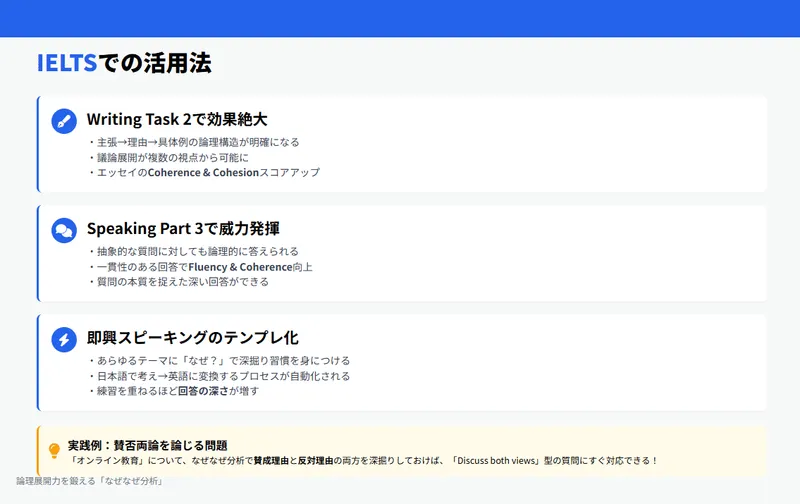 IELTSでの活用法
Writing Task 2で効果絶大
・主張→理由→具体例の論理構造が明確になる
・議論展開が複数の視点から可能に
・エッセイのCoherence & Cohesionスコアアップ
Speaking Part 3で威力発揮
・抽象的な質問に対しても論理的に答えられる
・一貫性のある回答でFluency & Coherence向上
・質問の本質を捉えた深い回答ができる
即興スピーキングのテンプレ化
・あらゆるテーマに「なぜ？」で深掘り習慣を身につける
・日本語で考え→英語に変換するプロセスが自動化される
・練習を重ねるほど回答の深さが増す
実践例：賛否両論を論じる問題
「オンライン教育」について、なぜなぜ分析で賛成理由と反対理由の両方を深掘りしておけば、「Discuss both views」型の質問にすぐ対応できる！
論理展開力を鍛える「なぜなぜ分析」